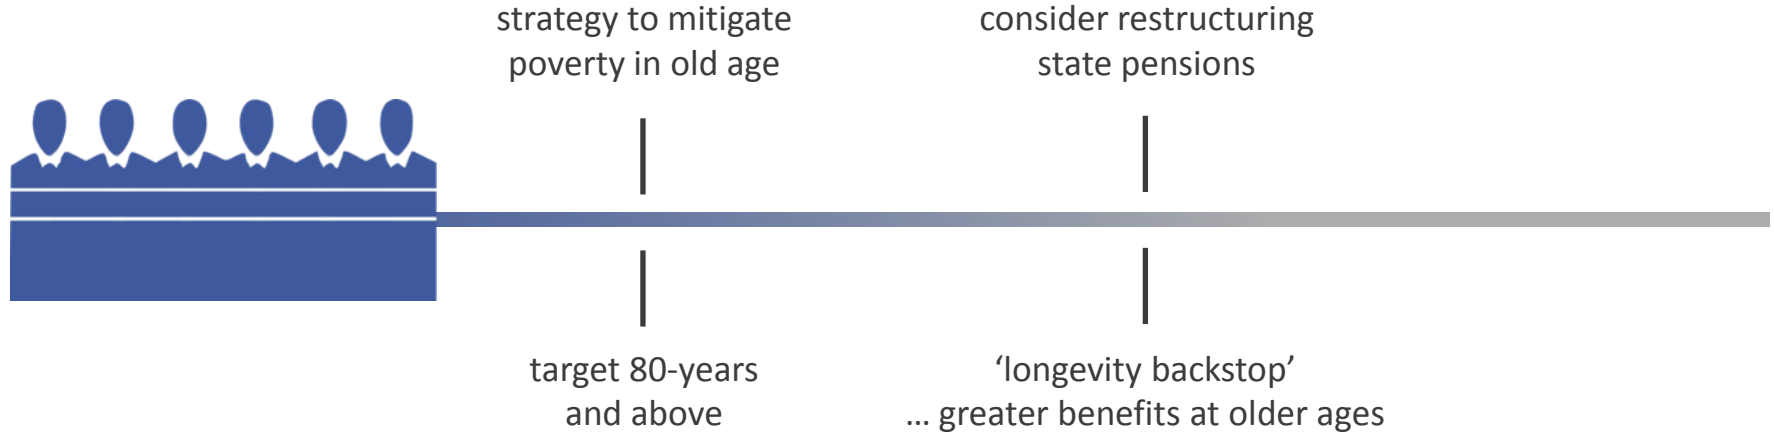 strategy to mitigate
poverty in old age
consider restructuring
state pensions
target 80-years
and above
‘longevity backstop’
... greater benefits at older ages